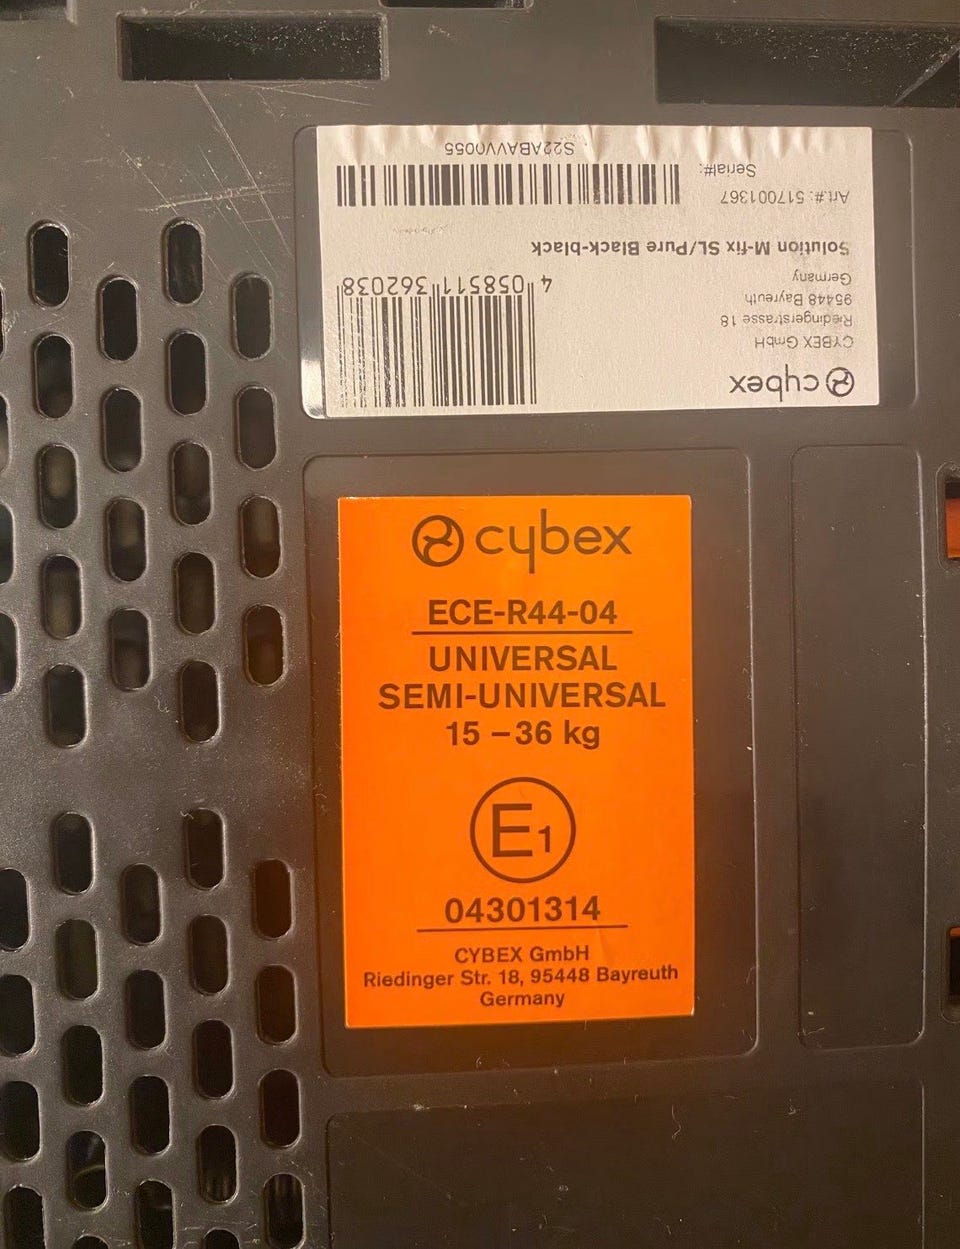 cybex
CYBEX GmbH
Riedingerstrasse 18
95448 Bayreuth
Germany
4 058511 362038
Solution M-fix SL/Pure Black-black
Art.#: 517001367
Serial#:
S22ABAVV0055
cybex
ECE-R44-04
UNIVERSAL
SEMI-UNIVERSAL
15 – 36 kg
E1
04301314
CYBEX GmbH
Riedinger Str. 18, 95448 Bayreuth
Germany